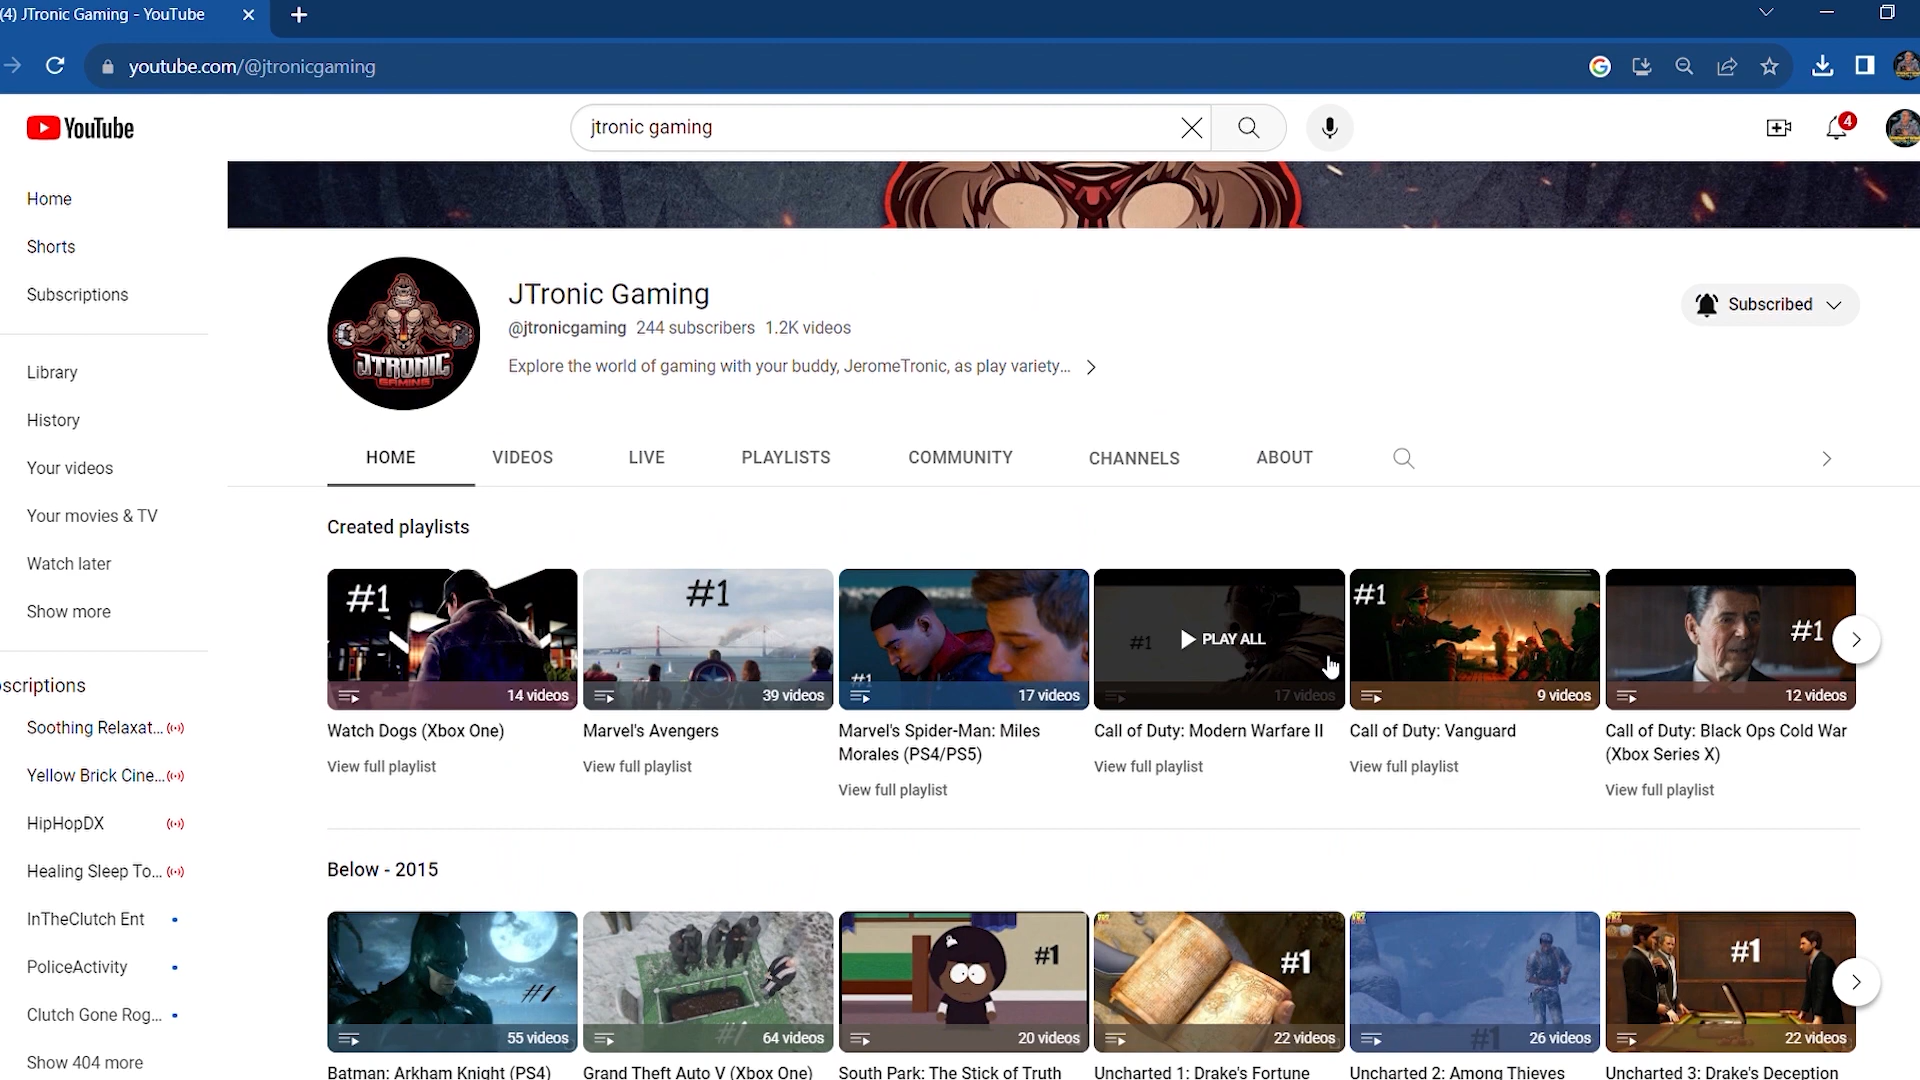 (4) JTronic Gaming - YouTube
youtube.com/@jtronicgaming
YouTube
jtronic gaming
4
Home
Shorts
Subscriptions
Library
History
Your videos
Your movies & TV
Watch later
Show more
scriptions
Soothing Relaxat...
Yellow Brick Cine...
HipHopDX
Healing Sleep To...
InTheClutch Ent
PoliceActivity
Clutch Gone Rog...
Show 404 more
JTRONIC
GAMING
JTronic Gaming
@jtronicgaming 244 subscribers 1.2K videos
Explore the world of gaming with your buddy, JeromeTronic, as play variety...
Subscribed
HOME VIDEOS LIVE PLAYLISTS COMMUNITY CHANNELS ABOUT
Created playlists
#1
14 videos
Watch Dogs (Xbox One)
View full playlist
#1
39 videos
Marvel's Avengers
View full playlist
#1
17 videos
Marvel's Spider-Man: Miles
Morales (PS4/PS5)
View full playlist
#1
PLAY ALL
17 videos
Call of Duty: Modern Warfare II
View full playlist
#1
9 videos
Call of Duty: Vanguard
View full playlist
#1
12 videos
Call of Duty: Black Ops Cold War
(Xbox Series X)
View full playlist
Below - 2015
#1
55 videos
Batman: Arkham Knight (PS4)
#1
64 videos
Grand Theft Auto V (Xbox One)
#1
20 videos
South Park: The Stick of Truth
#1
22 videos
Uncharted 1: Drake's Fortune
#1
26 videos
Uncharted 2: Among Thieves
#1
22 videos
Uncharted 3: Drake's Deception